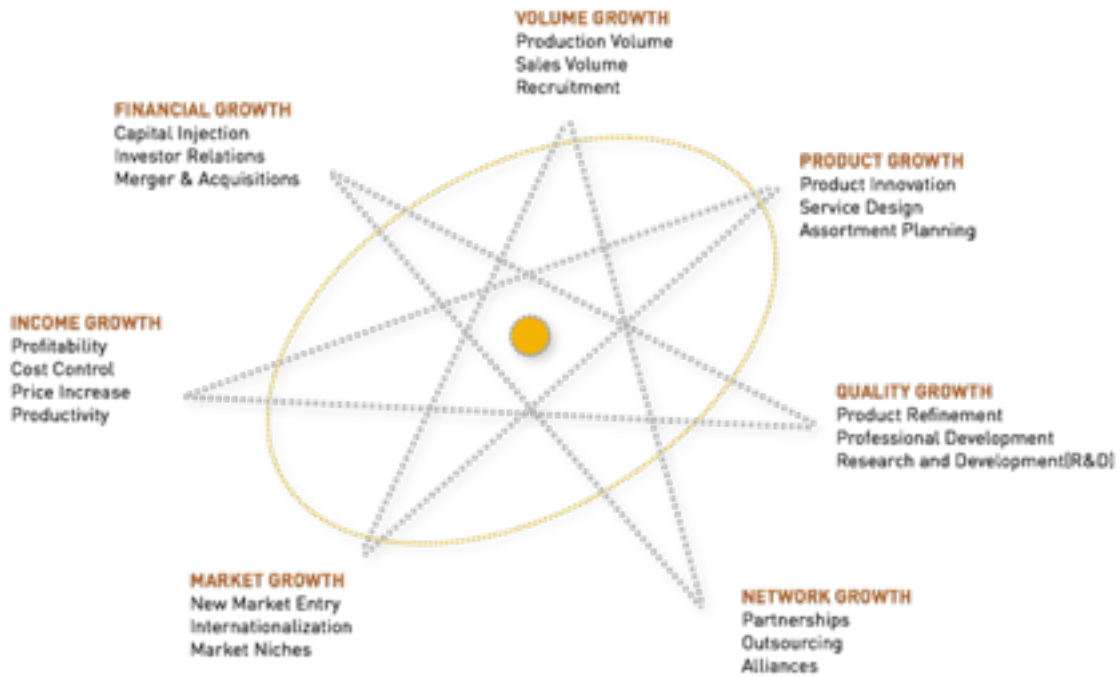 VOLUME GROWTH
Production Volume
Sales Volume
Recruitment
FINANCIAL GROWTH
Capital Injection
Investor Relations
Merger & Acquisitions
PRODUCT GROWTH
Product Innovation
Service Design
Assortment Planning
INCOME GROWTH
Profitability
Cost Control
Price Increase
Productivity
QUALITY GROWTH
Product Refinement
Professional Development
Research and Development(R&D)
MARKET GROWTH
New Market Entry
Internationalization
Market Niches
NETWORK GROWTH
Partnerships
Outsourcing
Alliances